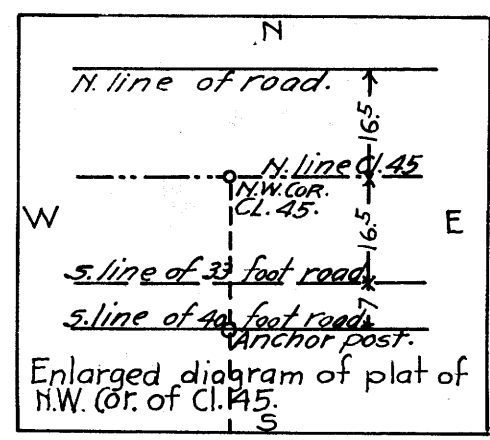 N
N. line of road.
16.5
N. line Cl. 45
N.W. COR.
CL. 45.
W
E
16.5
S. line of 33 foot road
7
S. line of 40 foot road.
Anchor post.
Enlarged diagram of plat of
N.W. Cor. of Cl. 45.
S